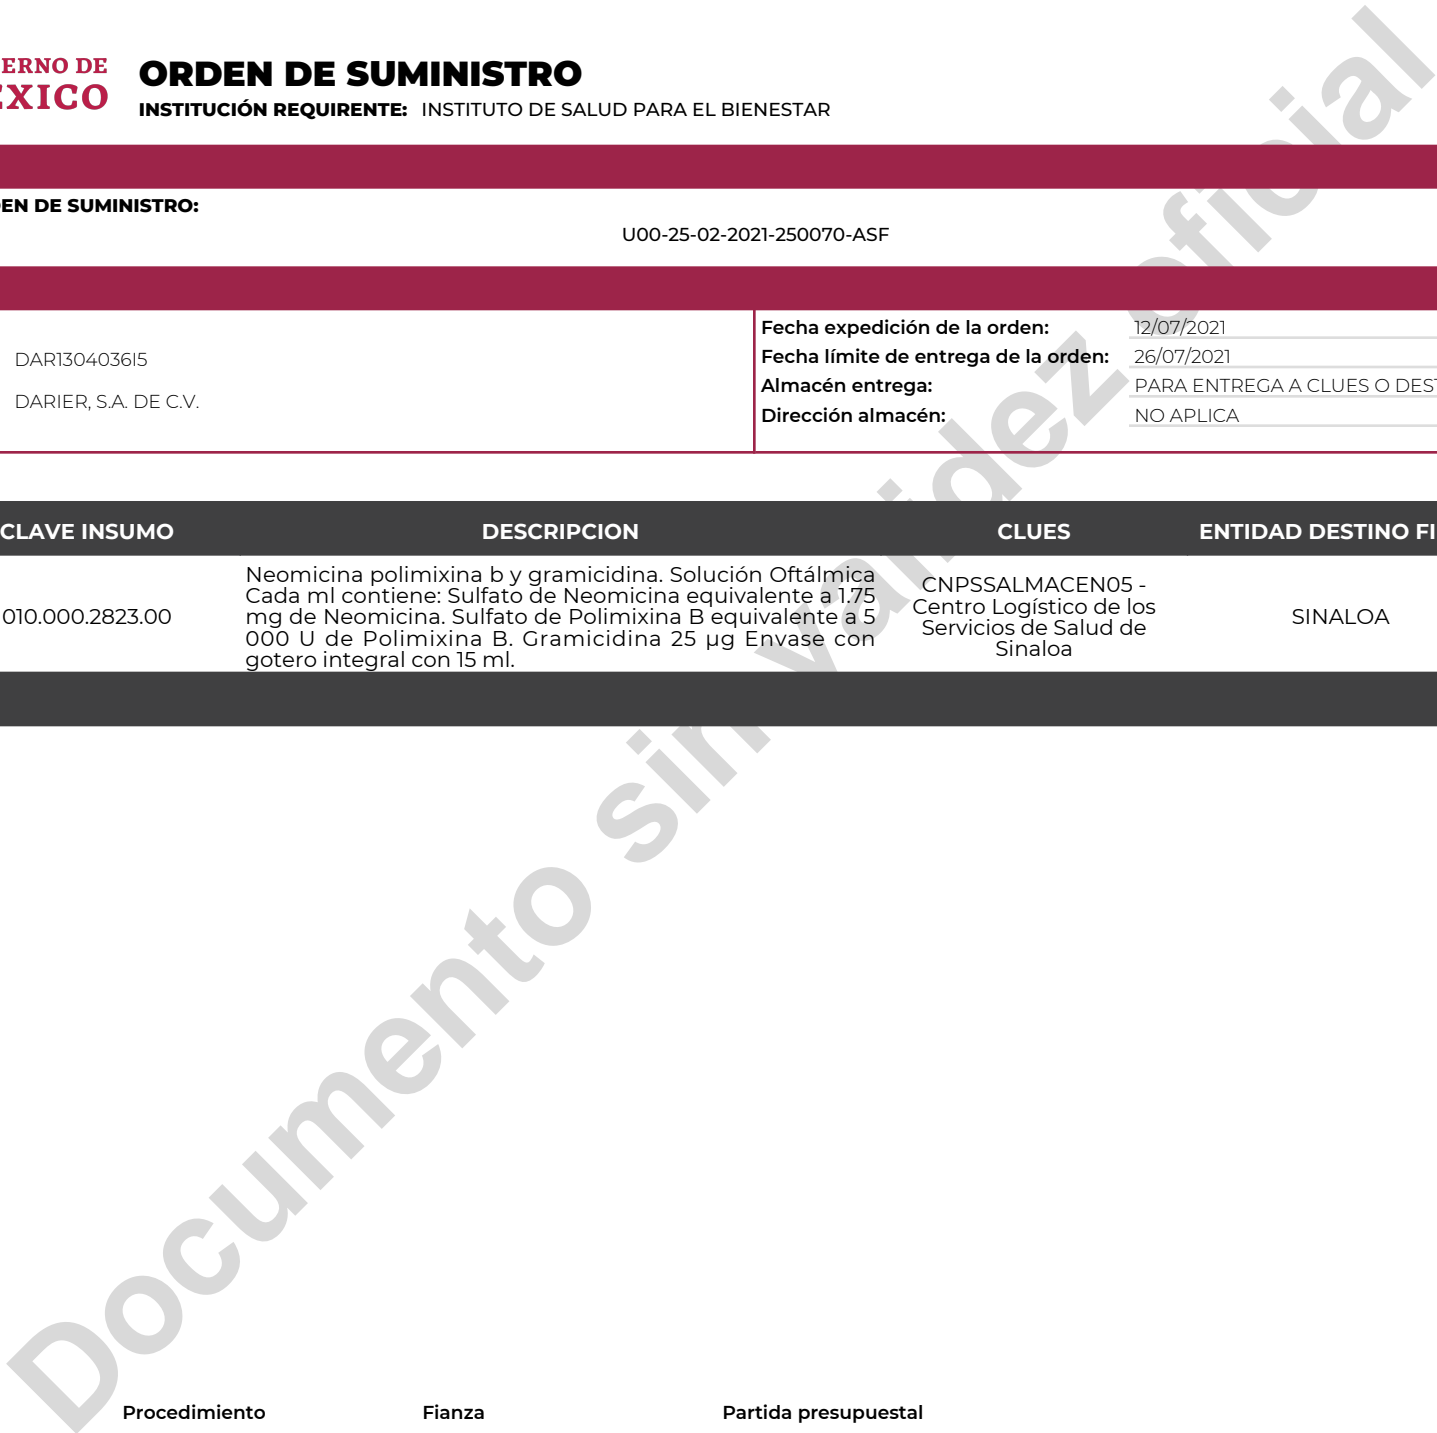 ERNO DE
EXICO
ORDEN DE SUMINISTRO
INSTITUCIÓN REQUIRENTE: INSTITUTO DE SALUD PARA EL BIENESTAR
EN DE SUMINISTRO:
U00-25-02-2021-250070-ASF
DAR1304036I5
DARIER, S.A. DE C.V.
Fecha expedición de la orden: 12/07/2021
Fecha límite de entrega de la orden: 26/07/2021
Almacén entrega: PARA ENTREGA A CLUES O DEST
Dirección almacén: NO APLICA
CLAVE INSUMO DESCRIPCION CLUES ENTIDAD DESTINO FI
010.000.2823.00
Neomicina polimixina b y gramicidina. Solución Oftálmica
Cada ml contiene: Sulfato de Neomicina equivalente a 1.75
mg de Neomicina. Sulfato de Polimixina B equivalente a 5
000 U de Polimixina B. Gramicidina 25 µg Envase con
gotero integral con 15 ml.
CNPSSALMACEN05 -
Centro Logístico de los
Servicios de Salud de
Sinaloa
SINALOA
Documento sin validez oficial
Procedimiento Fianza Partida presupuestal